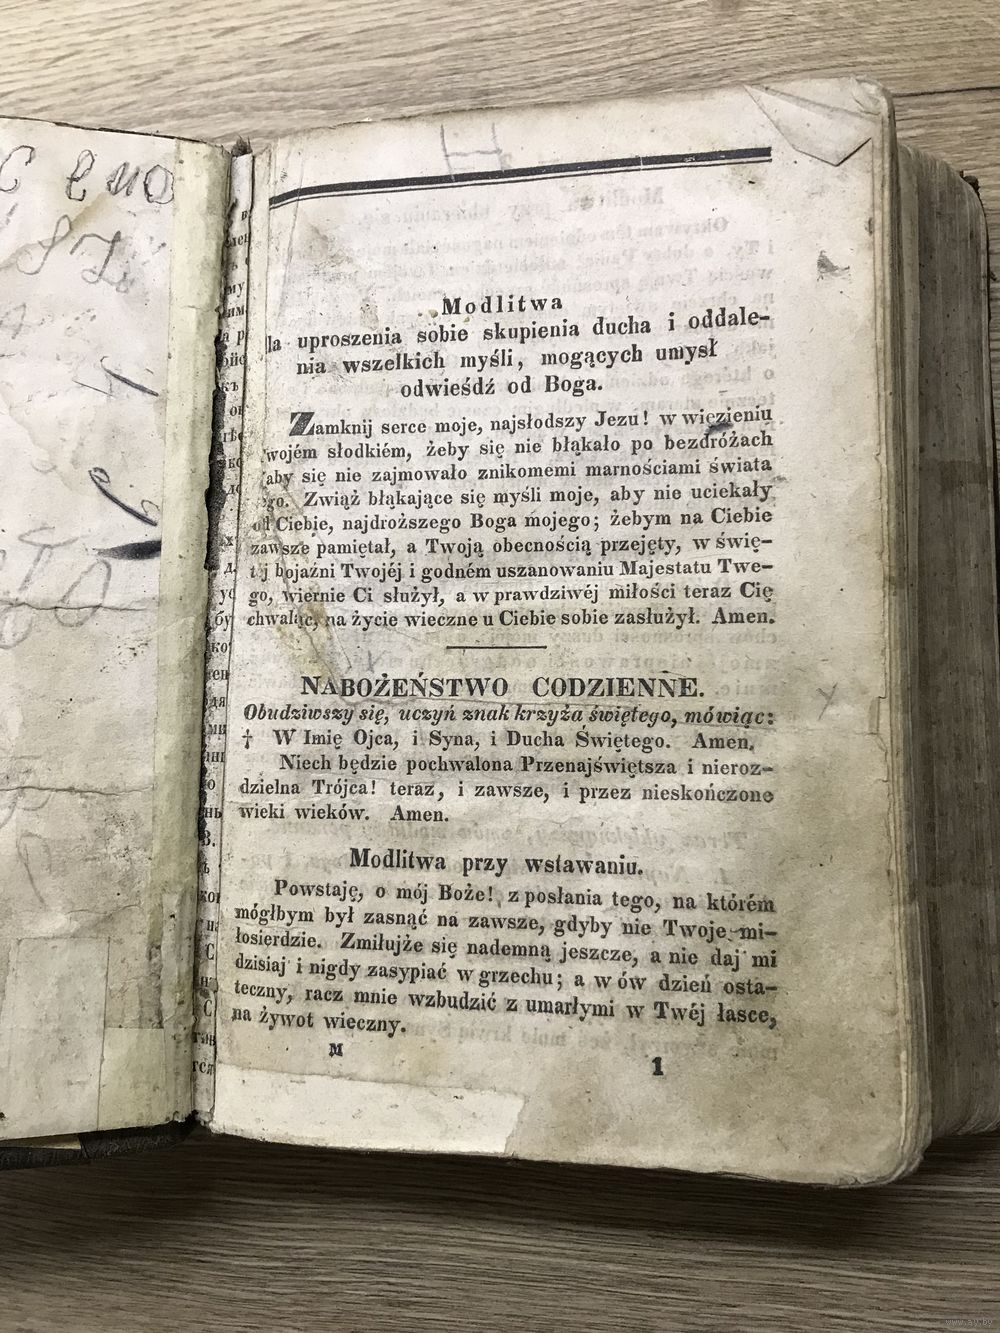 Modlitwa
uproszenia sobie skupienia ducha i oddale-
nia wszelkich myśli, mogących umysł
odwieśdź od Boga.
Zamknij serce moje, najsłodszy Jezu! w więzieniu
wojém słodkiém, żeby się nie błąkało po bezdróżach
aby się nie zajmowało znikomemi marnościami świata
ego. Zwiąż błąkające się myśli moje, aby nie uciekały
od Ciebie, najdroższego Boga mojego; żebym na Ciebie
zawsze pamiętał, a Twoją obecnością przejęty, w świę-
tej bojaźni Twojéj i godném uszanowaniu Majestatu Twe-
go, wiernie Ci służył, a w prawdziwéj miłości teraz Cię
chwaląc, na życie wieczne u Ciebie sobie zasłużył. Amen.
NABOŻEŃSTWO CODZIENNE.
Obudziwszy się, uczyń znak krzyża świętego, mówiąc:
† W Imię Ojca, i Syna, i Ducha Świętego. Amen.
Niech będzie pochwalona Przenajświętsza i nieroz-
dzielna Trójca! teraz, i zawsze, i przez nieskończone
wieki wieków. Amen.
Modlitwa przy wstawaniu.
Powstaję, o mój Boże! z posłania tego, na którém
mógłbym był zasnąć na zawsze, gdyby nie Twoje mi-
łosierdzie. Zmiłujże się nademną jeszcze, a nie daj mi
dzisiaj i nigdy zasypiać w grzechu; a w ów dzień osta-
teczny, racz mnie wzbudzić z umarłymi w Twéj łasce,
na żywot wieczny.
M 1
www.ay.by